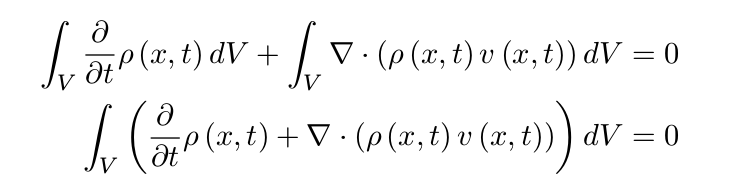 ∫_V ∂/∂t ρ(x, t) dV + ∫_V ∇ · (ρ(x, t) v(x, t)) dV = 0
∫_V (∂/∂t ρ(x, t) + ∇ · (ρ(x, t) v(x, t))) dV = 0